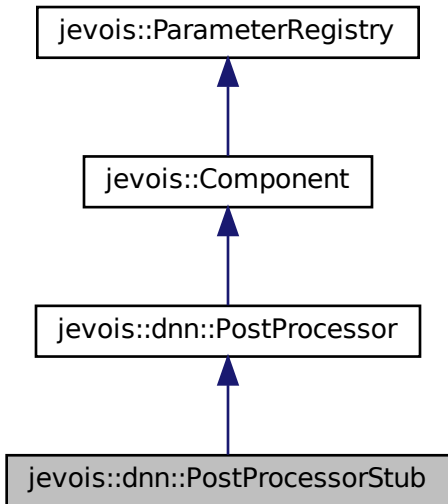 jevois::ParameterRegistry
jevois::Component
jevois::dnn::PostProcessor
jevois::dnn::PostProcessorStub